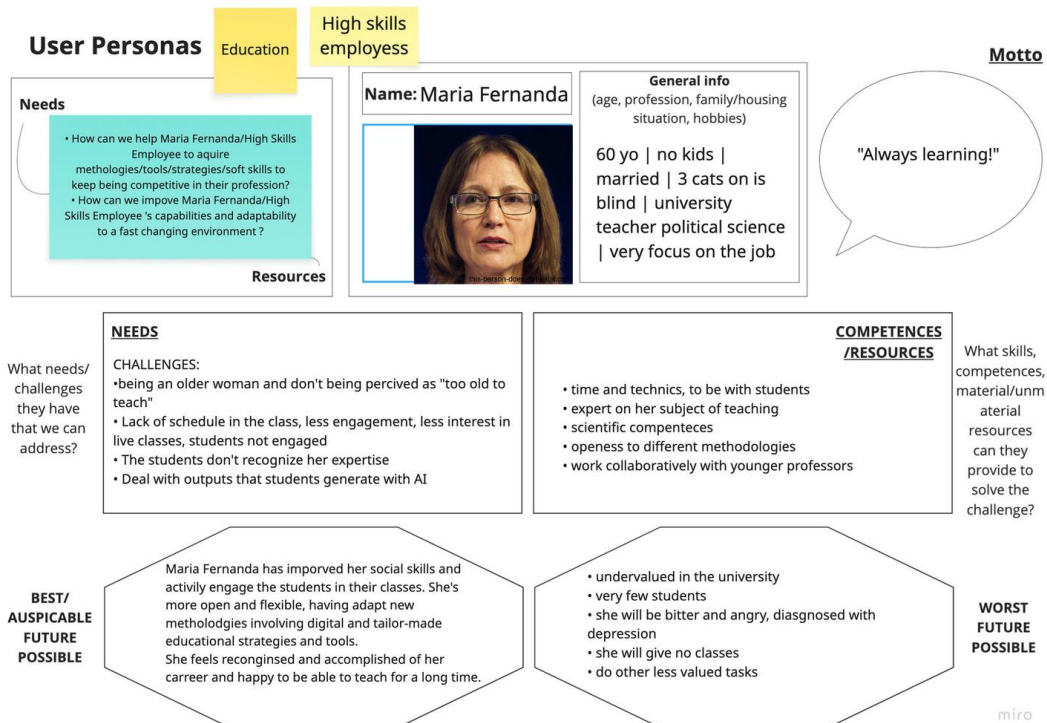 User Personas
Education
High skills
employess
Motto
Needs
• How can we help Maria Fernanda/High Skills
Employee to aquire
methologies/tools/strategies/soft skills to
keep being competitive in their profession?
• How can we impove Maria Fernanda/High
Skills Employee 's capabilities and adaptability
to a fast changing environment ?
Resources
Name: Maria Fernanda
General info
(age, profession, family/housing
situation, hobbies)
60 yo | no kids |
married | 3 cats on is
blind | university
teacher political science
| very focus on the job
"Always learning!"
What needs/
challenges
they have
that we can
address?
NEEDS
CHALLENGES:
•being an older woman and don't being percived as "too old to
teach"
• Lack of schedule in the class, less engagement, less interest in
live classes, students not engaged
• The students don't recognize her expertise
• Deal with outputs that students generate with AI
COMPETENCES
/RESOURCES
• time and technics, to be with students
• expert on her subject of teaching
• scientific compenteces
• openess to different methodologies
• work collaboratively with younger professors
What skills,
competences,
material/unm
aterial
resources
can they
provide to
solve the
challenge?
BEST/
AUSPICABLE
FUTURE
POSSIBLE
Maria Fernanda has imporved her social skills and
activily engage the students in their classes. She's
more open and flexible, having adapt new
metholodgies involving digital and tailor-made
educational strategies and tools.
She feels reconginsed and accomplished of her
carreer and happy to be able to teach for a long time.
• undervalued in the university
• very few students
• she will be bitter and angry, diasgnosed with
depression
• she will give no classes
• do other less valued tasks
WORST
FUTURE
POSSIBLE
miro